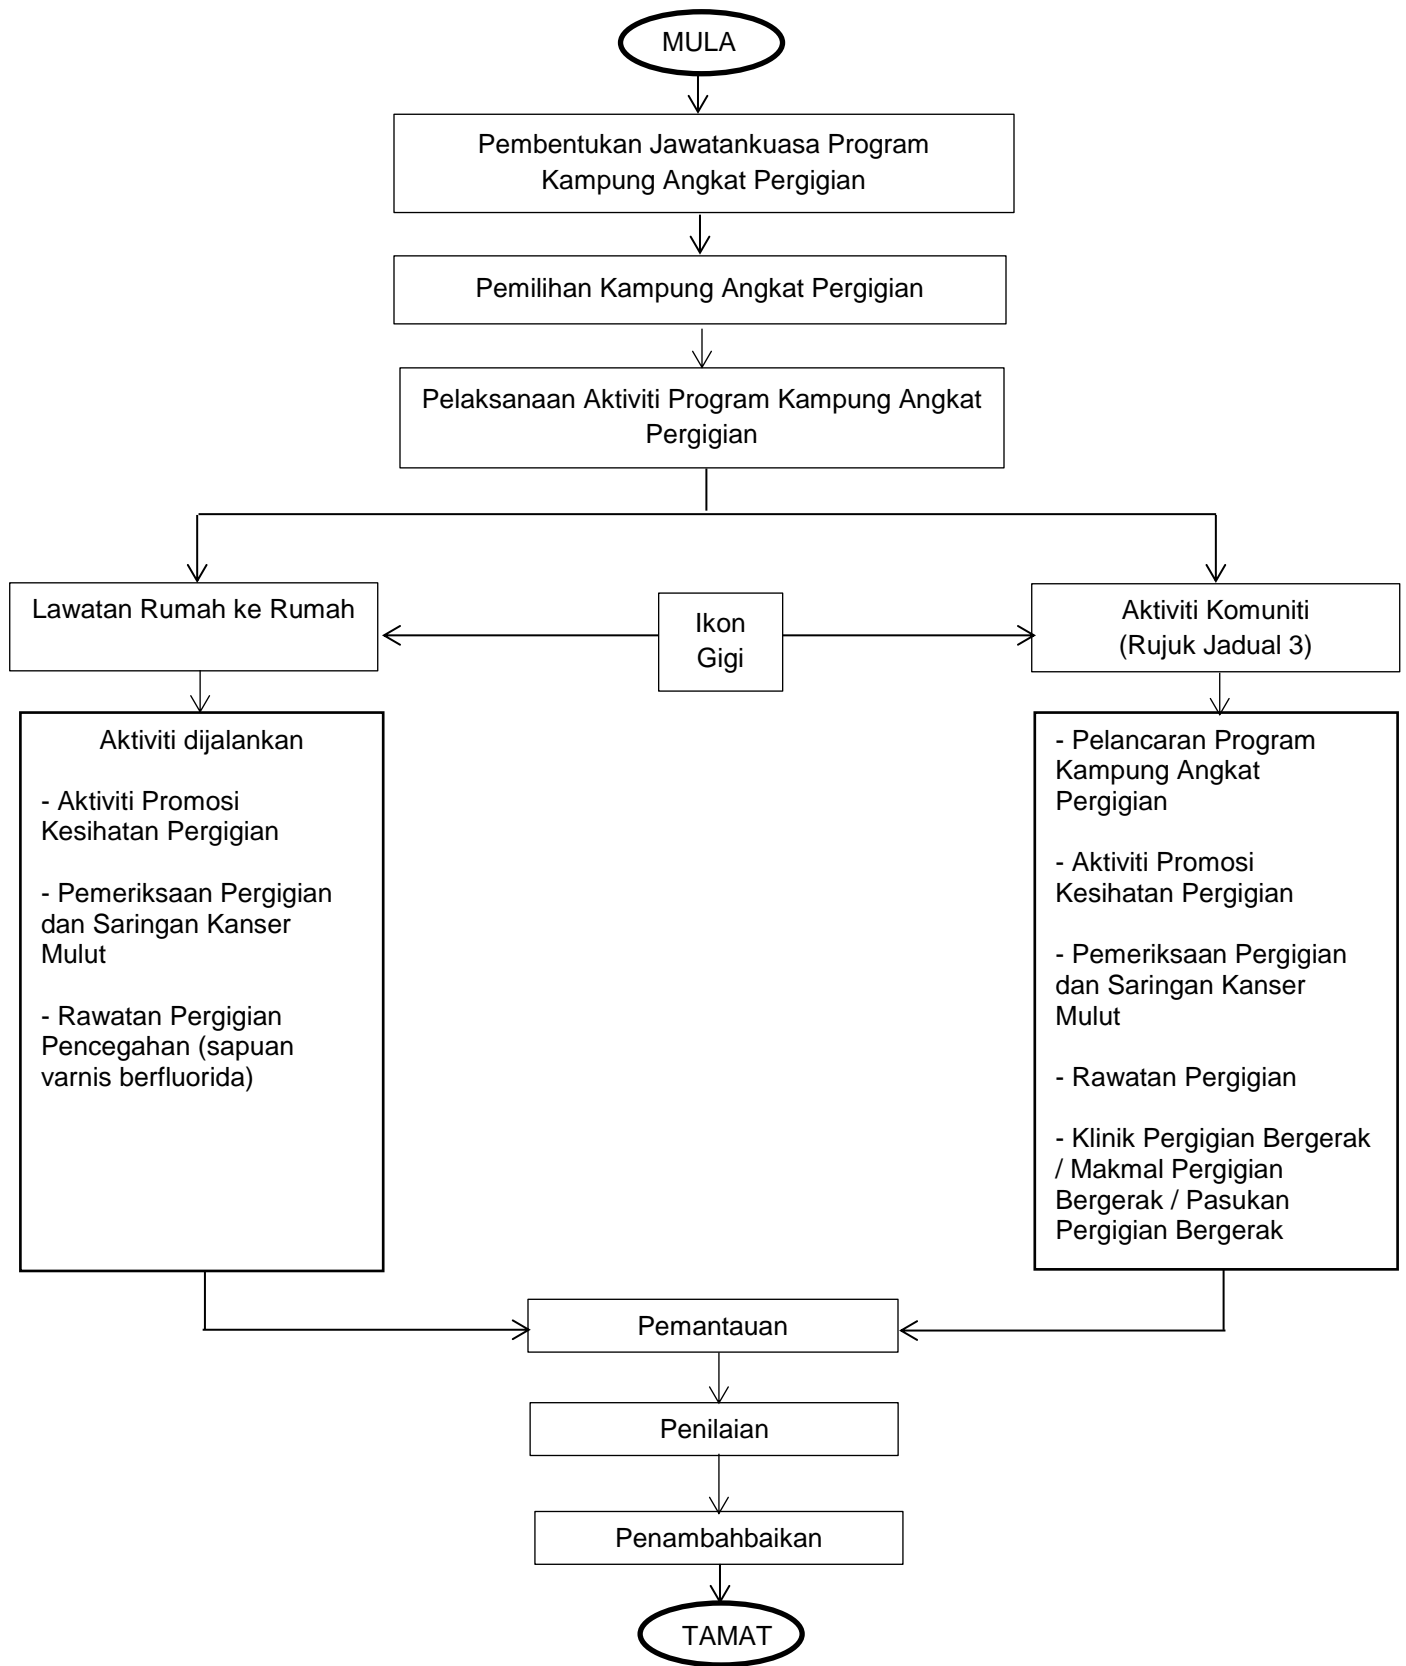 MULA
Pembentukan Jawatankuasa Program
Kampung Angkat Pergigian
Pemilihan Kampung Angkat Pergigian
Pelaksanaan Aktiviti Program Kampung Angkat
Pergigian
Lawatan Rumah ke Rumah
Ikon
Gigi
Aktiviti Komuniti
(Rujuk Jadual 3)
Aktiviti dijalankan
- Aktiviti Promosi
Kesihatan Pergigian
- Pemeriksaan Pergigian
dan Saringan Kanser
Mulut
- Rawatan Pergigian
Pencegahan (sapuan
varnis berfluorida)
- Pelancaran Program
Kampung Angkat
Pergigian
- Aktiviti Promosi
Kesihatan Pergigian
- Pemeriksaan Pergigian
dan Saringan Kanser
Mulut
- Rawatan Pergigian
- Klinik Pergigian Bergerak
/ Makmal Pergigian
Bergerak / Pasukan
Pergigian Bergerak
Pemantauan
Penilaian
Penambahbaikan
TAMAT